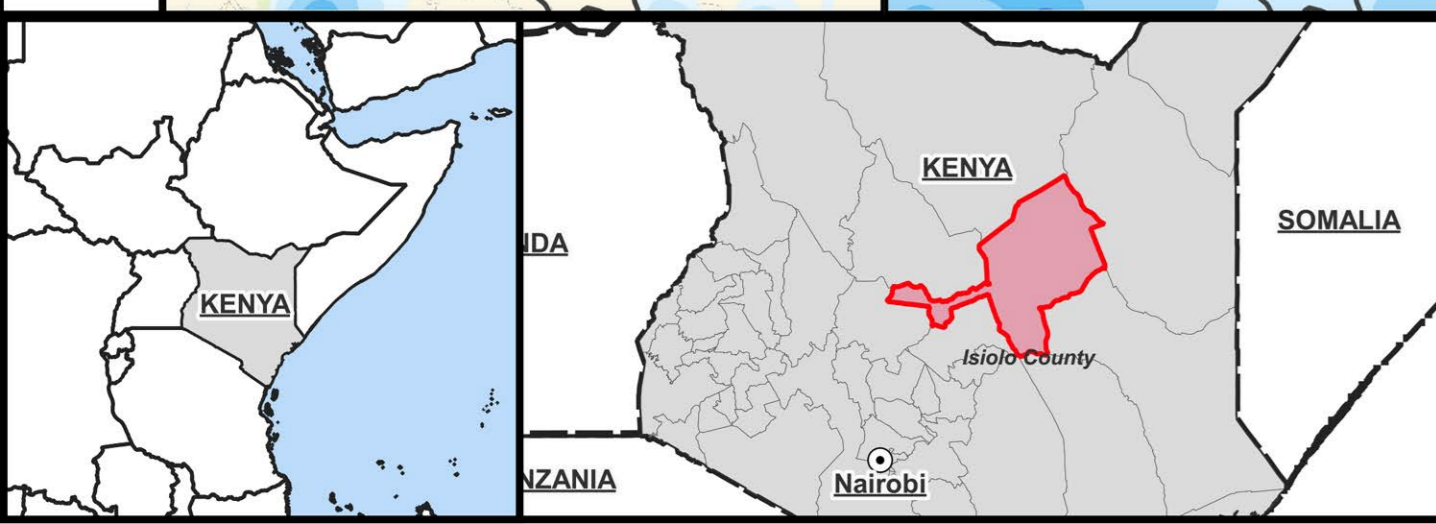 KENYA
KENYA
SOMALIA
NDA
Isiolo County
NZANIA
Nairobi